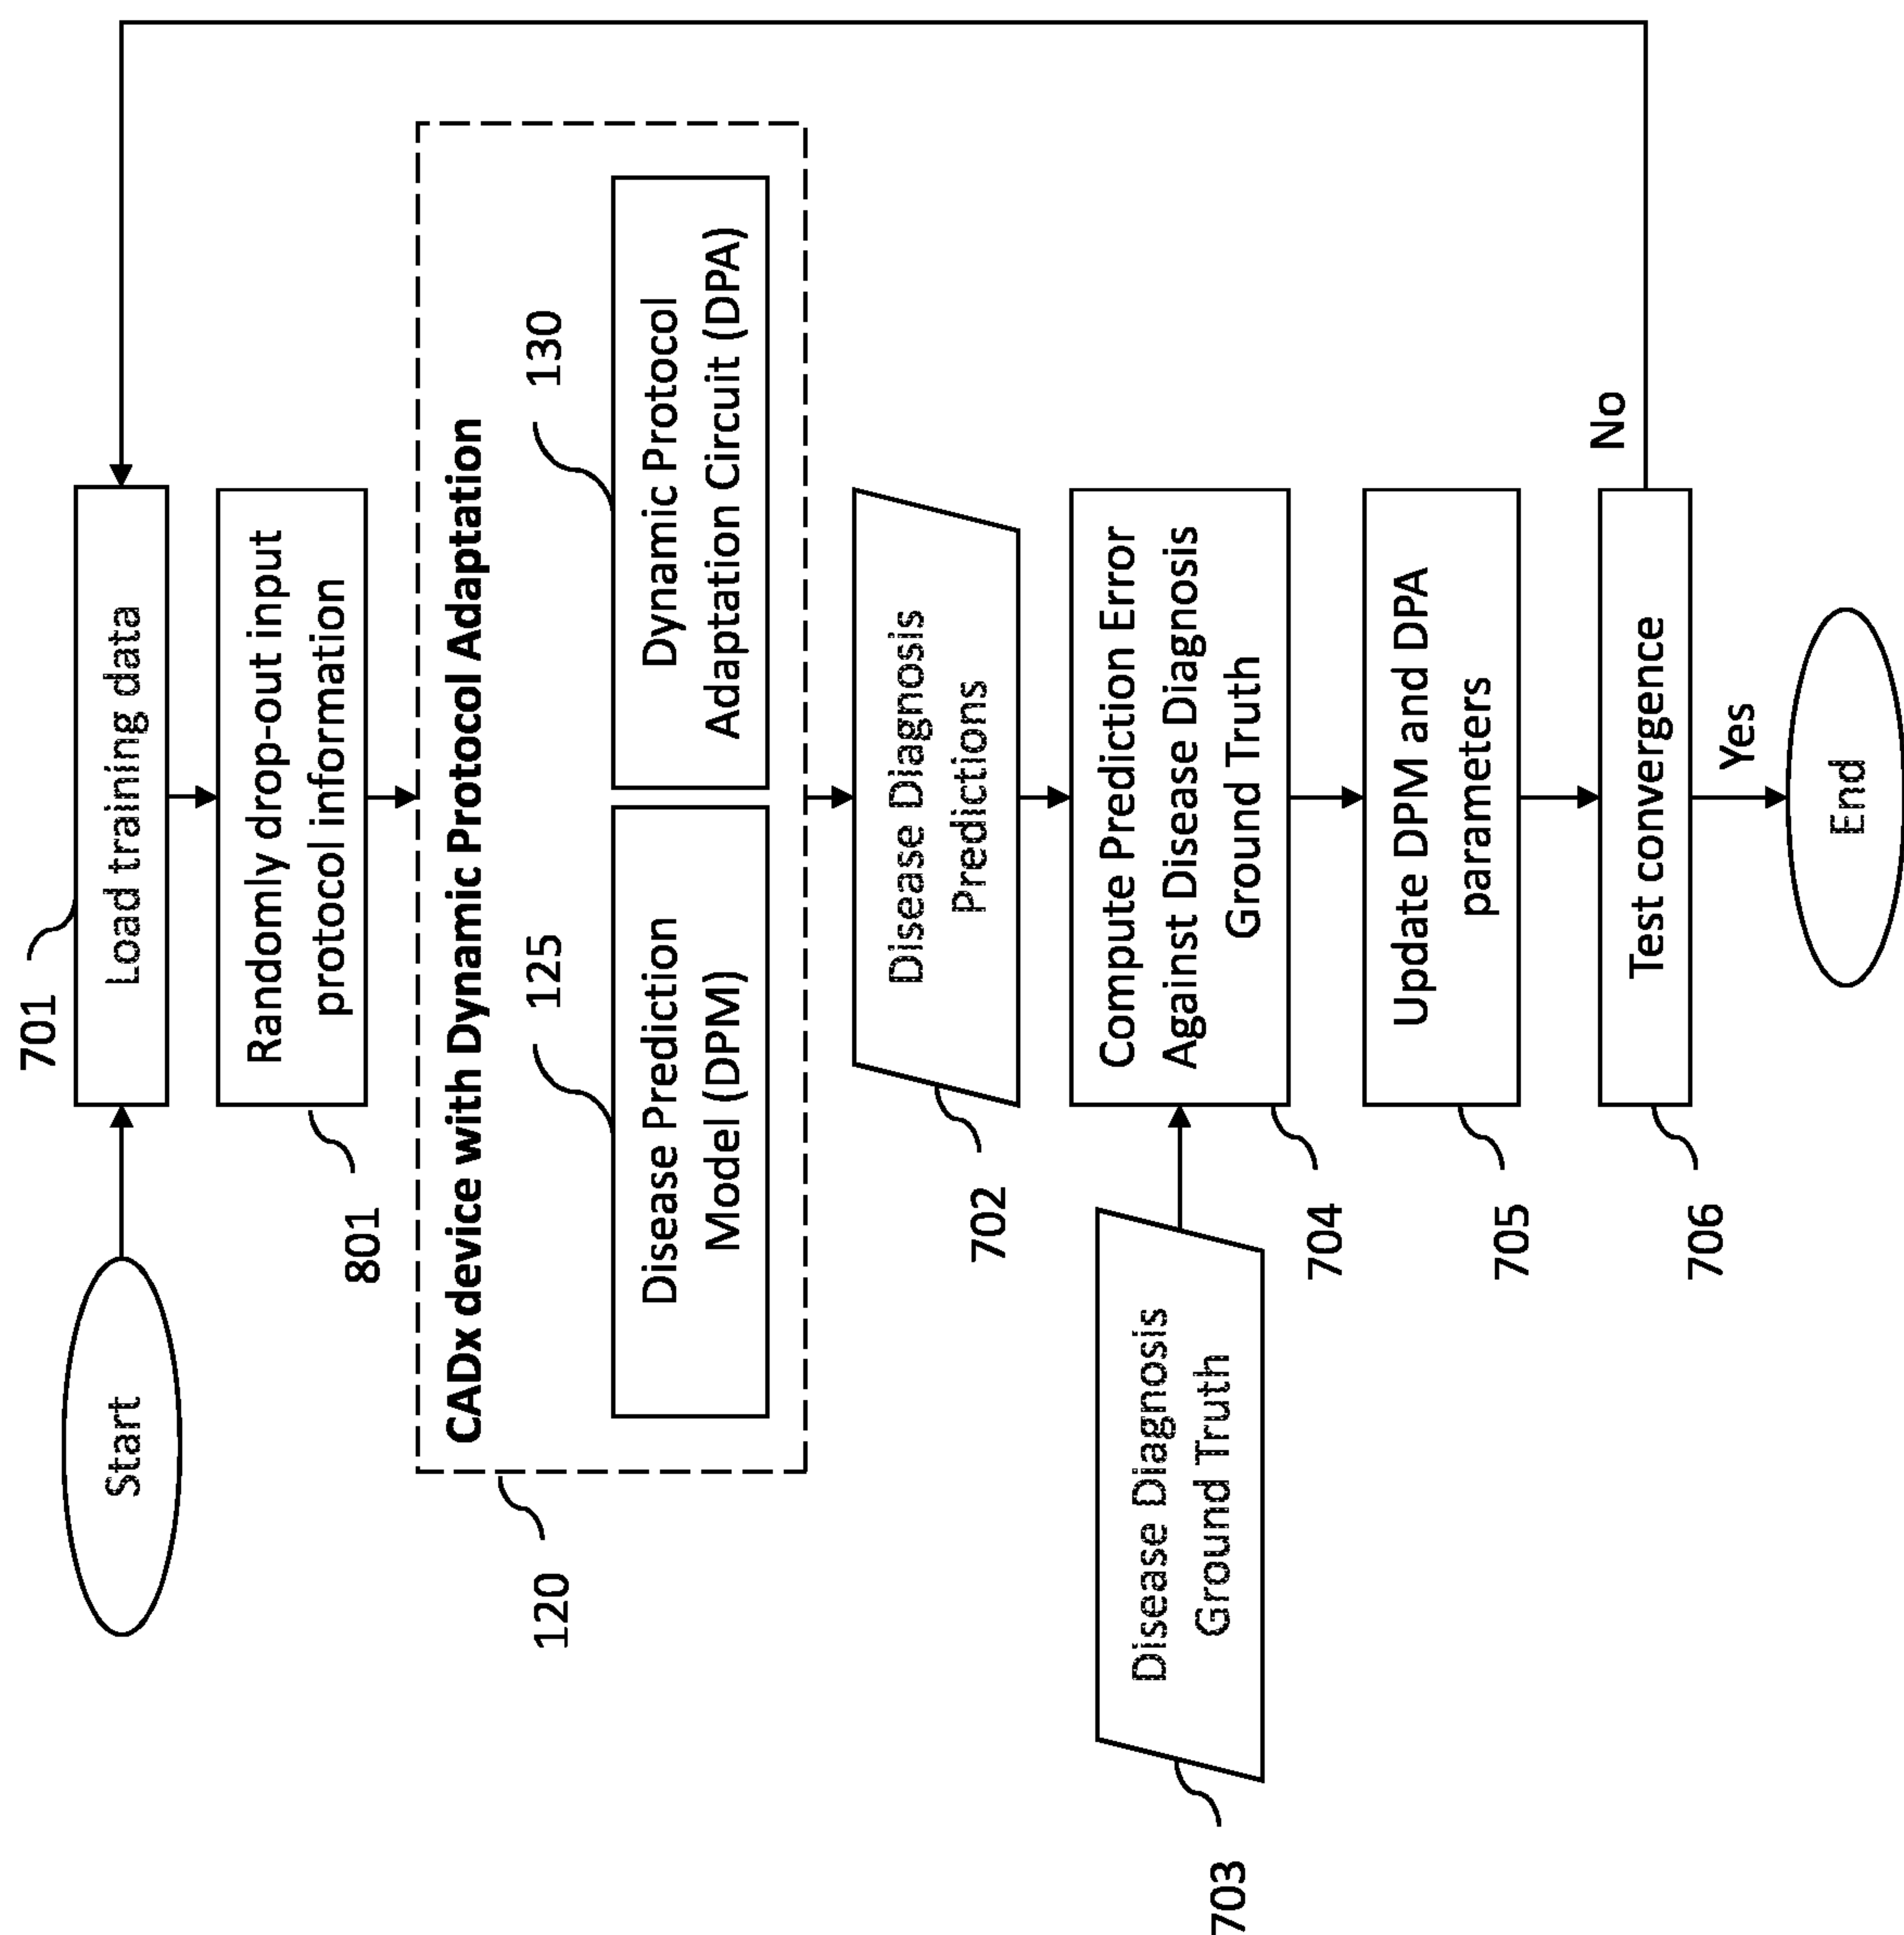 Start
701
Load training data
801
Randomly drop-out input
protocol information
120
CADx device with Dynamic Protocol Adaptation
125
Disease Prediction
Model (DPM)
130
Dynamic Protocol
Adaption Circuit (DPA)
702
Disease Diagnosis
Predictions
703
Disease Diagnosis
Ground Truth
704
Compute Prediction Error
Against Disease Diagnosis
Ground Truth
705
Update DPM and DPA
parameters
706
Test convergence
No
Yes
End